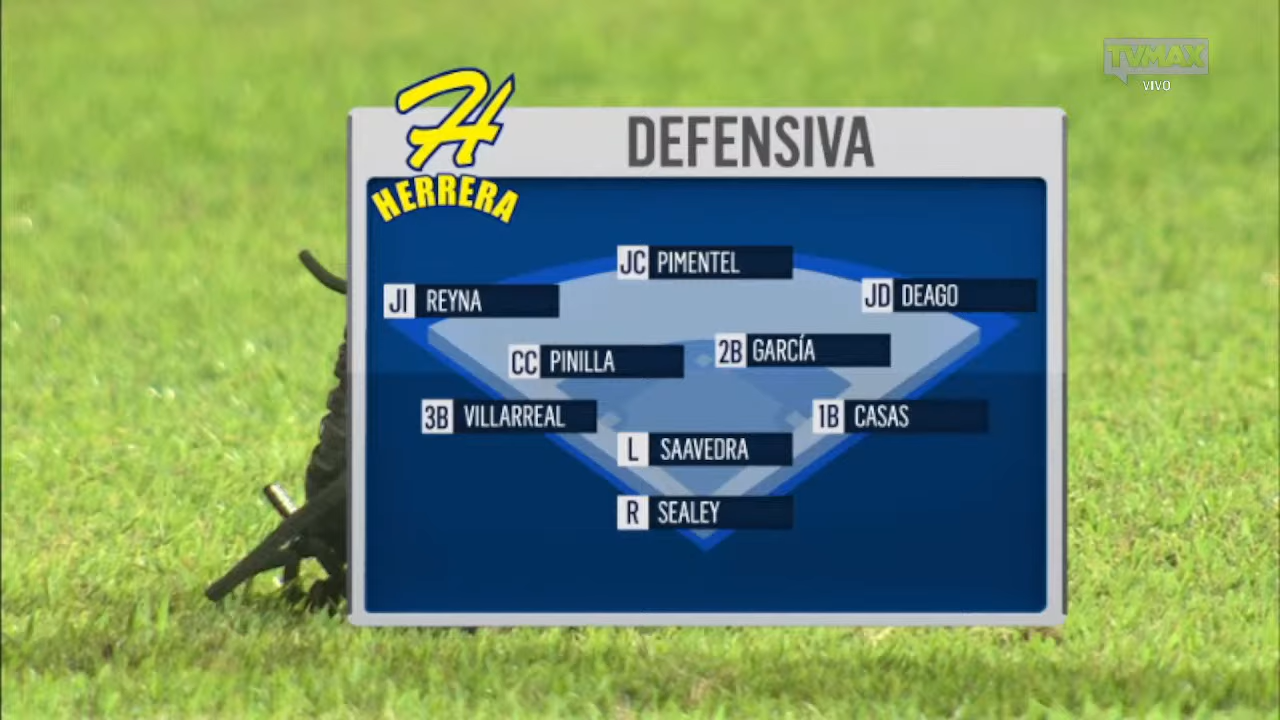 TVMAX
VIVO
H
HERRERA
DEFENSIVA
JC PIMENTEL
JI REYNA
JD DEAGO
CC PINILLA
2B GARCÍA
3B VILLARREAL
1B CASAS
L SAAVEDRA
R SEALEY